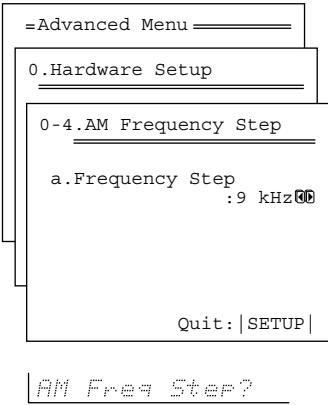 =Advanced Menu
0.Hardware Setup
0-4.AM Frequency Step
a.Frequency Step
:9 kHz
Quit:|SETUP|
AM Freq Step?